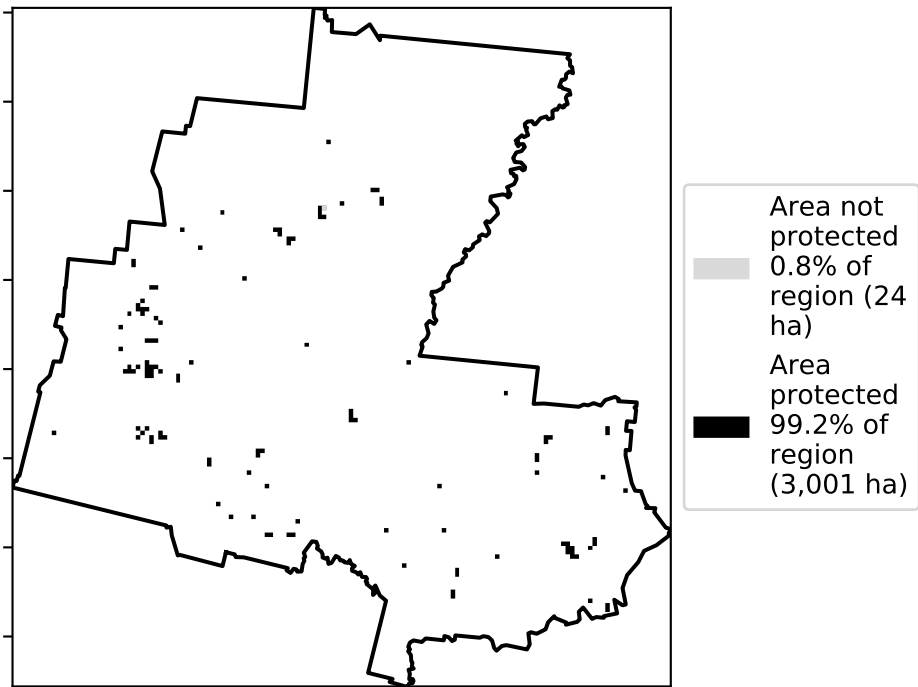 Area not
protected
0.8% of
region (24
ha)
Area
protected
99.2% of
region
(3,001 ha)